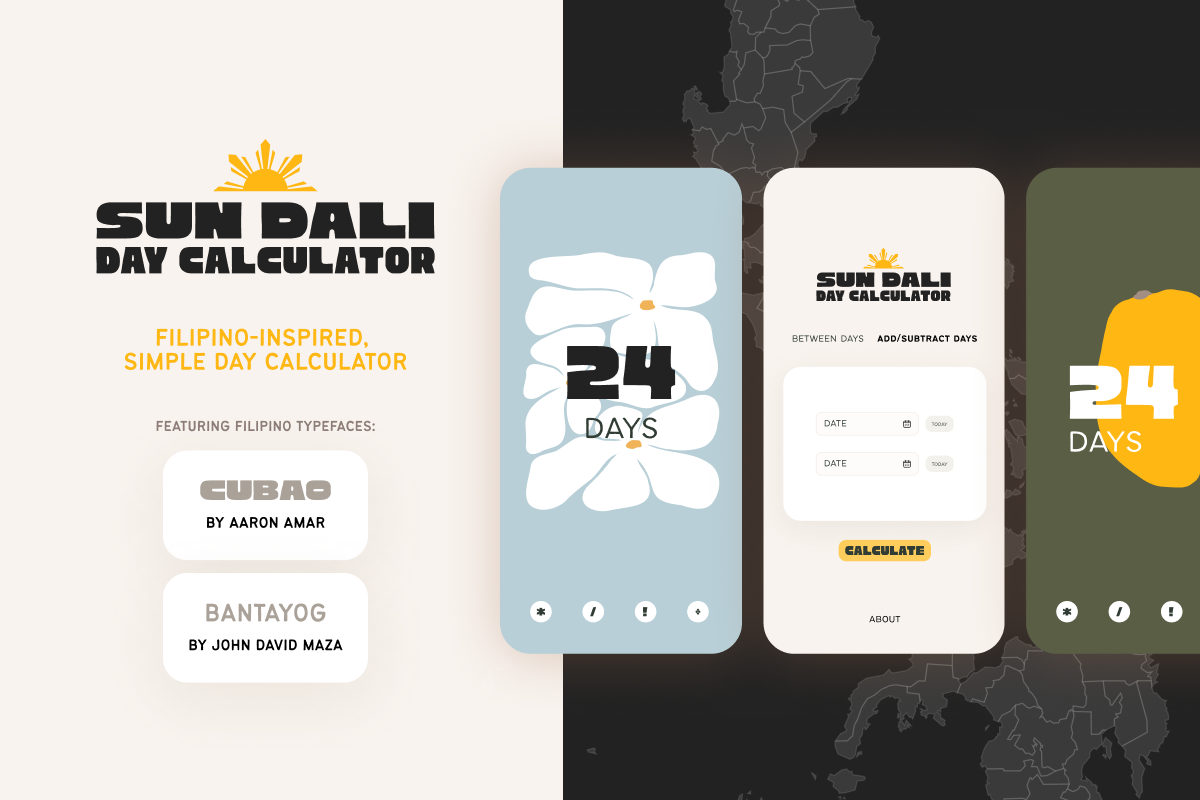 SUN DALI
DAY CALCULATOR
FILIPINO-INSPIRED,
SIMPLE DAY CALCULATOR
FEATURING FILIPINO TYPEFACES:
CUBAO
BY AARON AMAR
BANTAYOG
BY JOHN DAVID MAZA
24
DAYS
* / ! +
SUN DALI
DAY CALCULATOR
BETWEEN DAYS ADD/SUBTRACT DAYS
DATE TODAY
DATE TODAY
CALCULATE
ABOUT
24
DAYS
* / !